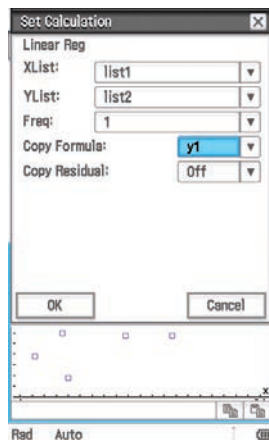 Set Calculation
Linear Reg
XList: list1
YList: list2
Freq: 1
Copy Formula: y1
Copy Residual: Off
OK Cancel
x
Rad Auto